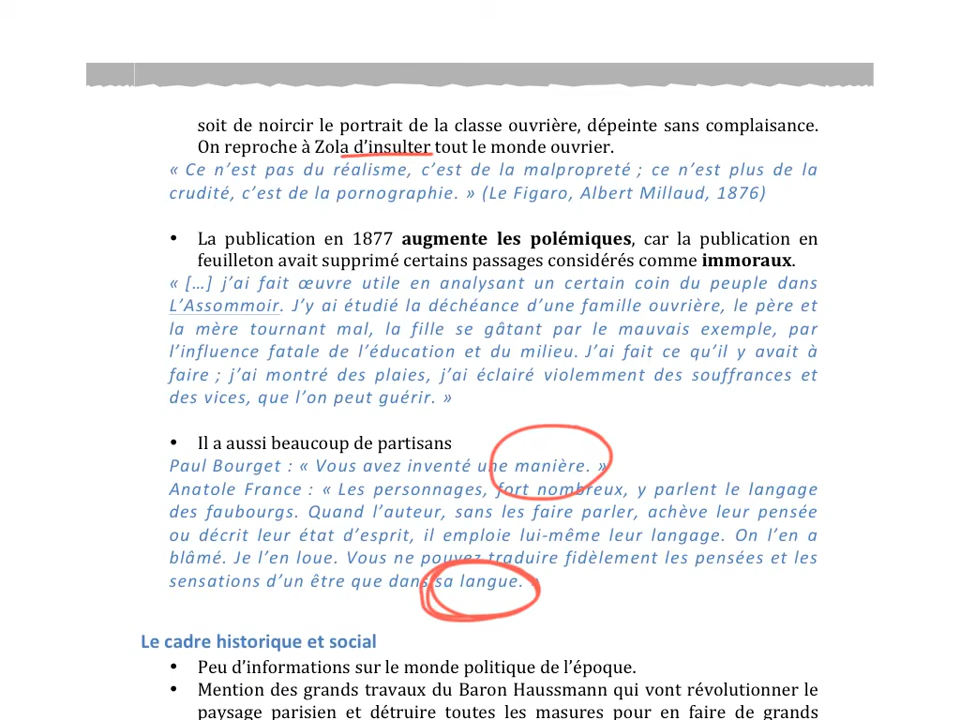 soit de noircir le portrait de la classe ouvrière, dépeinte sans complaisance.
On reproche à Zola d’insulter tout le monde ouvrier.
« Ce n’est pas du réalisme, c’est de la malpropreté ; ce n’est plus de la
crudité, c’est de la pornographie. » (Le Figaro, Albert Millaud, 1876)
• La publication en 1877 augmente les polémiques, car la publication en
feuilleton avait supprimé certains passages considérés comme immoraux.
« […] j’ai fait œuvre utile en analysant un certain coin du peuple dans
L’Assommoir. J’y ai étudié la déchéance d’une famille ouvrière, le père et
la mère tournant mal, la fille se gâtant par le mauvais exemple, par
l’influence fatale de l’éducation et du milieu. J’ai fait ce qu’il y avait à
faire ; j’ai montré des plaies, j’ai éclairé violemment des souffrances et
des vices, que l’on peut guérir. »
• Il a aussi beaucoup de partisans
Paul Bourget : « Vous avez inventé une manière. »
Anatole France : « Les personnages, fort nombreux, y parlent le langage
des faubourgs. Quand l’auteur, sans les faire parler, achève leur pensée
ou décrit leur état d’esprit, il emploie lui-même leur langage. On l’en a
blâmé. Je l’en loue. Vous ne pouvez traduire fidèlement les pensées et les
sensations d’un être que dans sa langue. »
Le cadre historique et social
• Peu d’informations sur le monde politique de l’époque.
• Mention des grands travaux du Baron Haussmann qui vont révolutionner le
paysage parisien et détruire toutes les masures pour en faire de grands